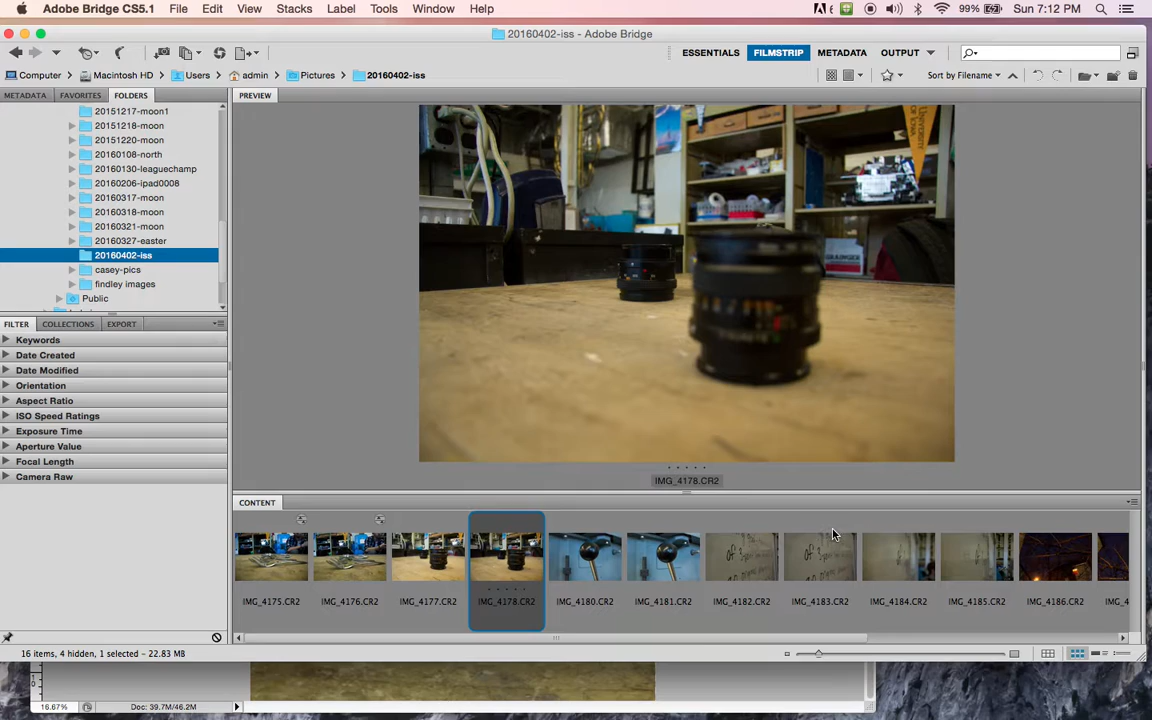 Adobe Bridge CS5.1 File Edit View Stacks Label Tools Window Help 6 99% Sun 7:12 PM
20160402-iss - Adobe Bridge
ESSENTIALS FILMSTRIP METADATA OUTPUT
Computer Macintosh HD Users admin Pictures 20160402-iss Sort by Filename
METADATA FAVORITES FOLDERS PREVIEW
20151217-moon1
20151218-moon
20151220-moon
20160108-north
20160130-leaguechamp
20160206-ipad0008
20160317-moon
20160318-moon
20160321-moon
20160327-easter
20160402-iss
casey-pics
findley images
Public
FILTER COLLECTIONS EXPORT
Keywords
Date Created
Date Modified
Orientation
Aspect Ratio
ISO Speed Ratings
Exposure Time
Aperture Value
Focal Length
Camera Raw
IMG_4178.CR2
CONTENT
IMG_4175.CR2 IMG_4176.CR2 IMG_4177.CR2 IMG_4178.CR2 IMG_4180.CR2 IMG_4181.CR2 IMG_4182.CR2 IMG_4183.CR2 IMG_4184.CR2 IMG_4185.CR2 IMG_4186.CR2
16 items, 4 hidden, 1 selected - 22.83 MB
16.67% Doc: 39.7M/46.2M